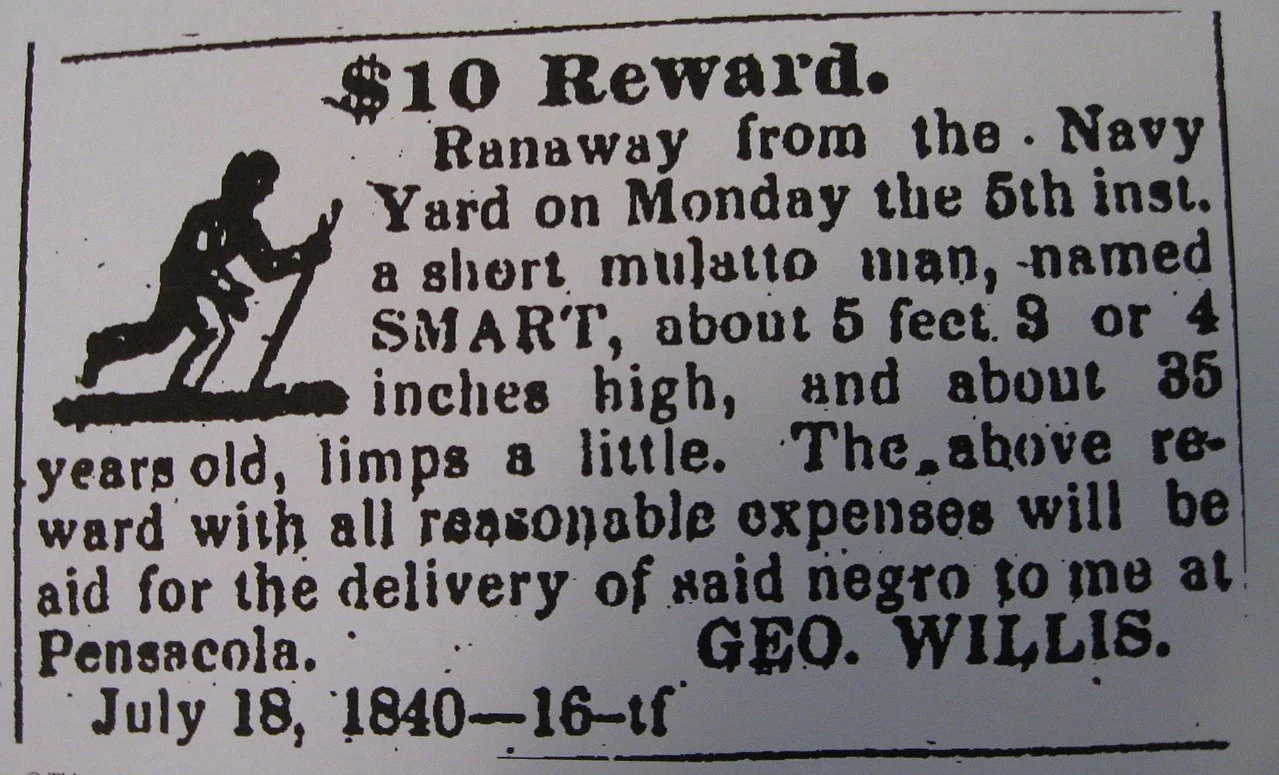 $10 Reward.
Ranaway from the Navy
Yard on Monday the 5th inst.
a short mulatto man, named
SMART, about 5 feet 3 or 4
inches high, and about 35
years old, limps a little. The above re-
ward with all reasonable expenses will be
aid for the delivery of said negro to me at
Pensacola. GEO. WILLIS.
July 18, 1840—16-tf